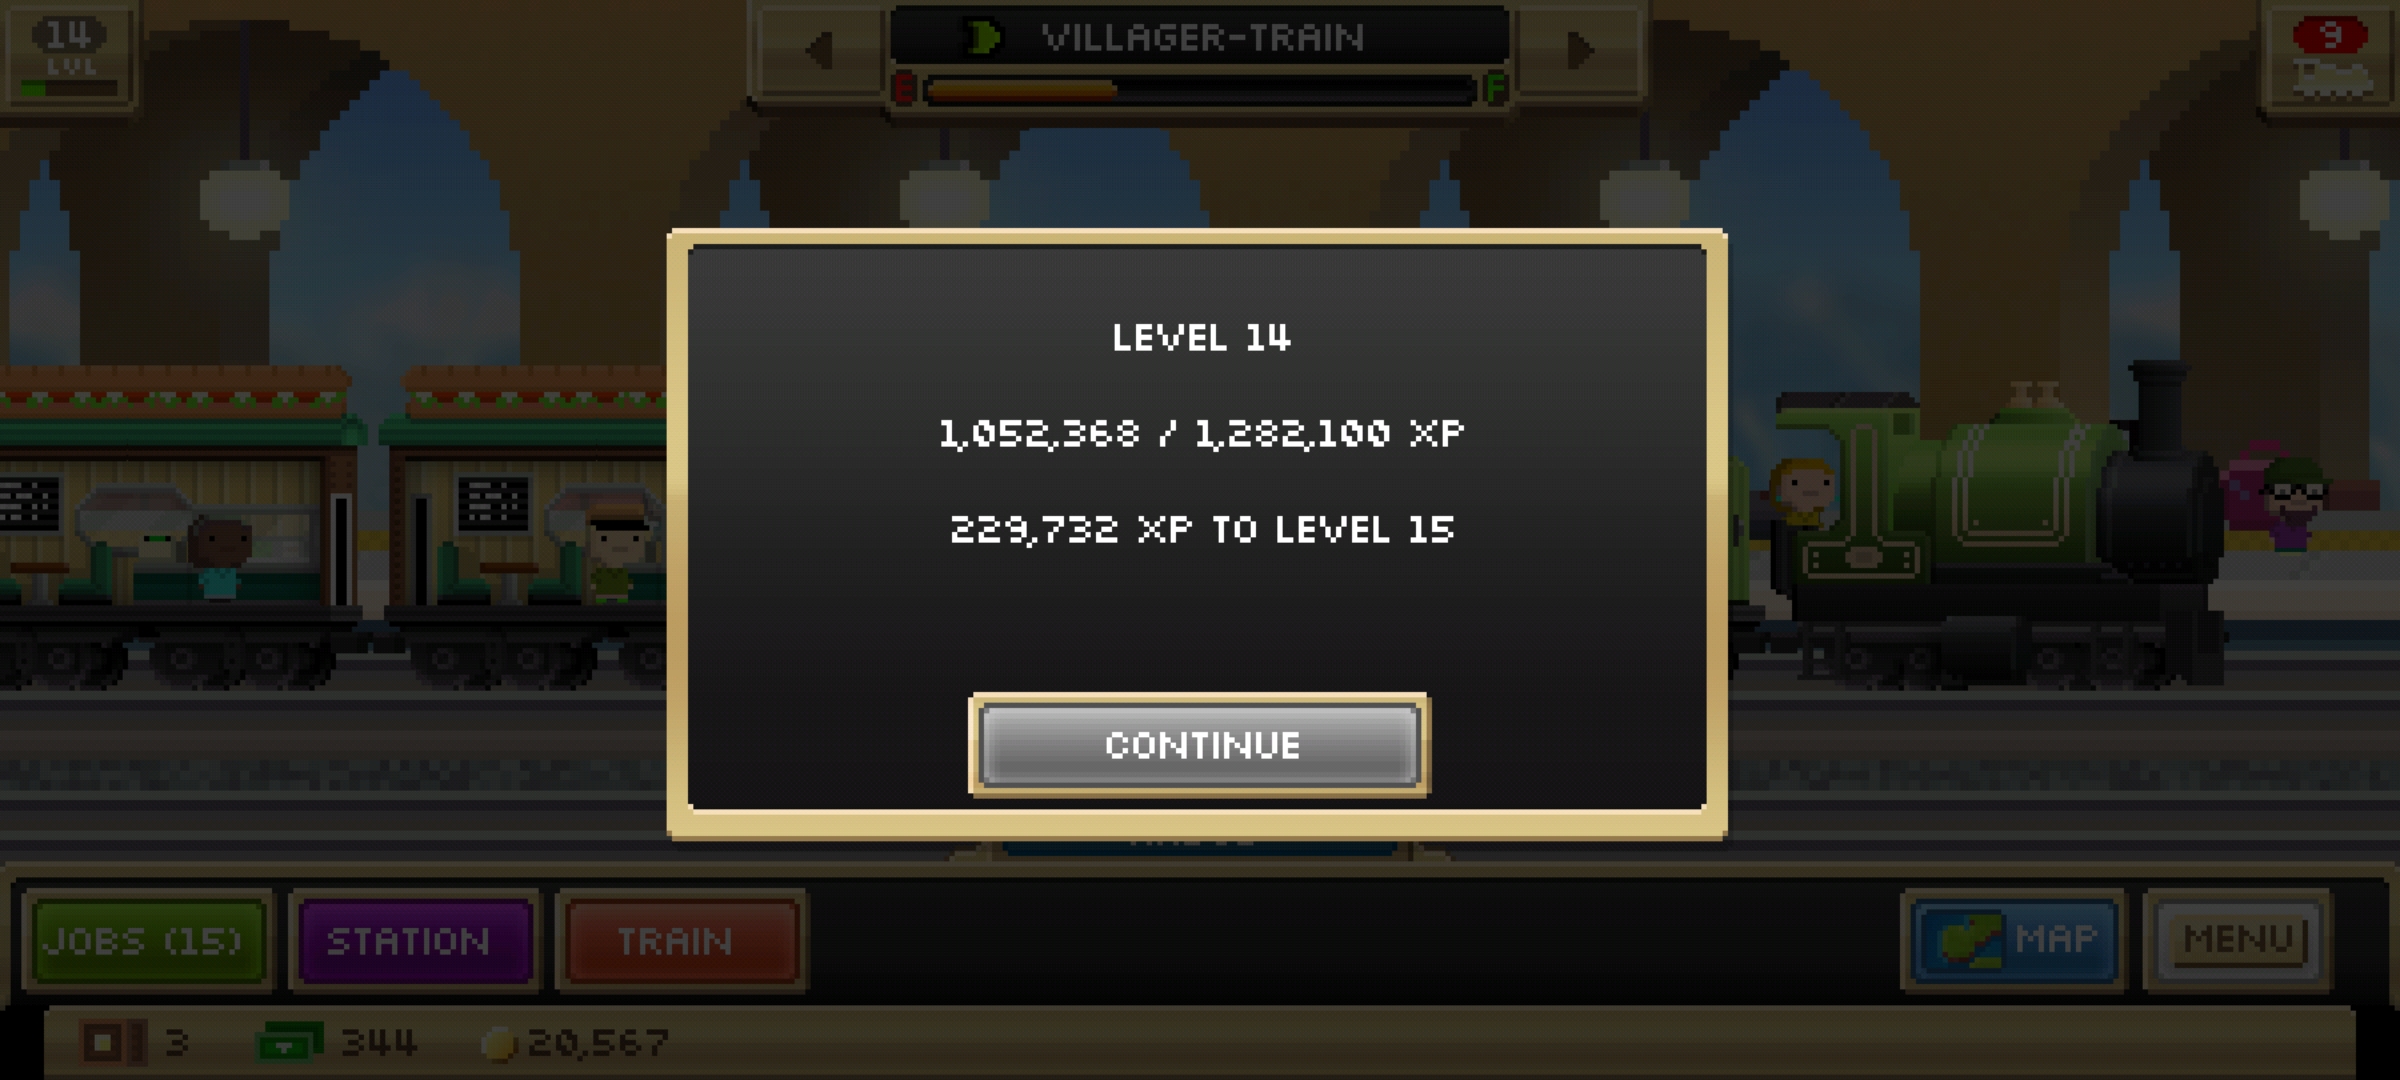 14
LVL
VILLAGER-TRAIN
E
F
9
LEVEL 14
1,052,368 / 1,282,100 XP
229,732 XP TO LEVEL 15
CONTINUE
JOBS (15)
STATION
TRAIN
MAP
MENU
3
344
20,567